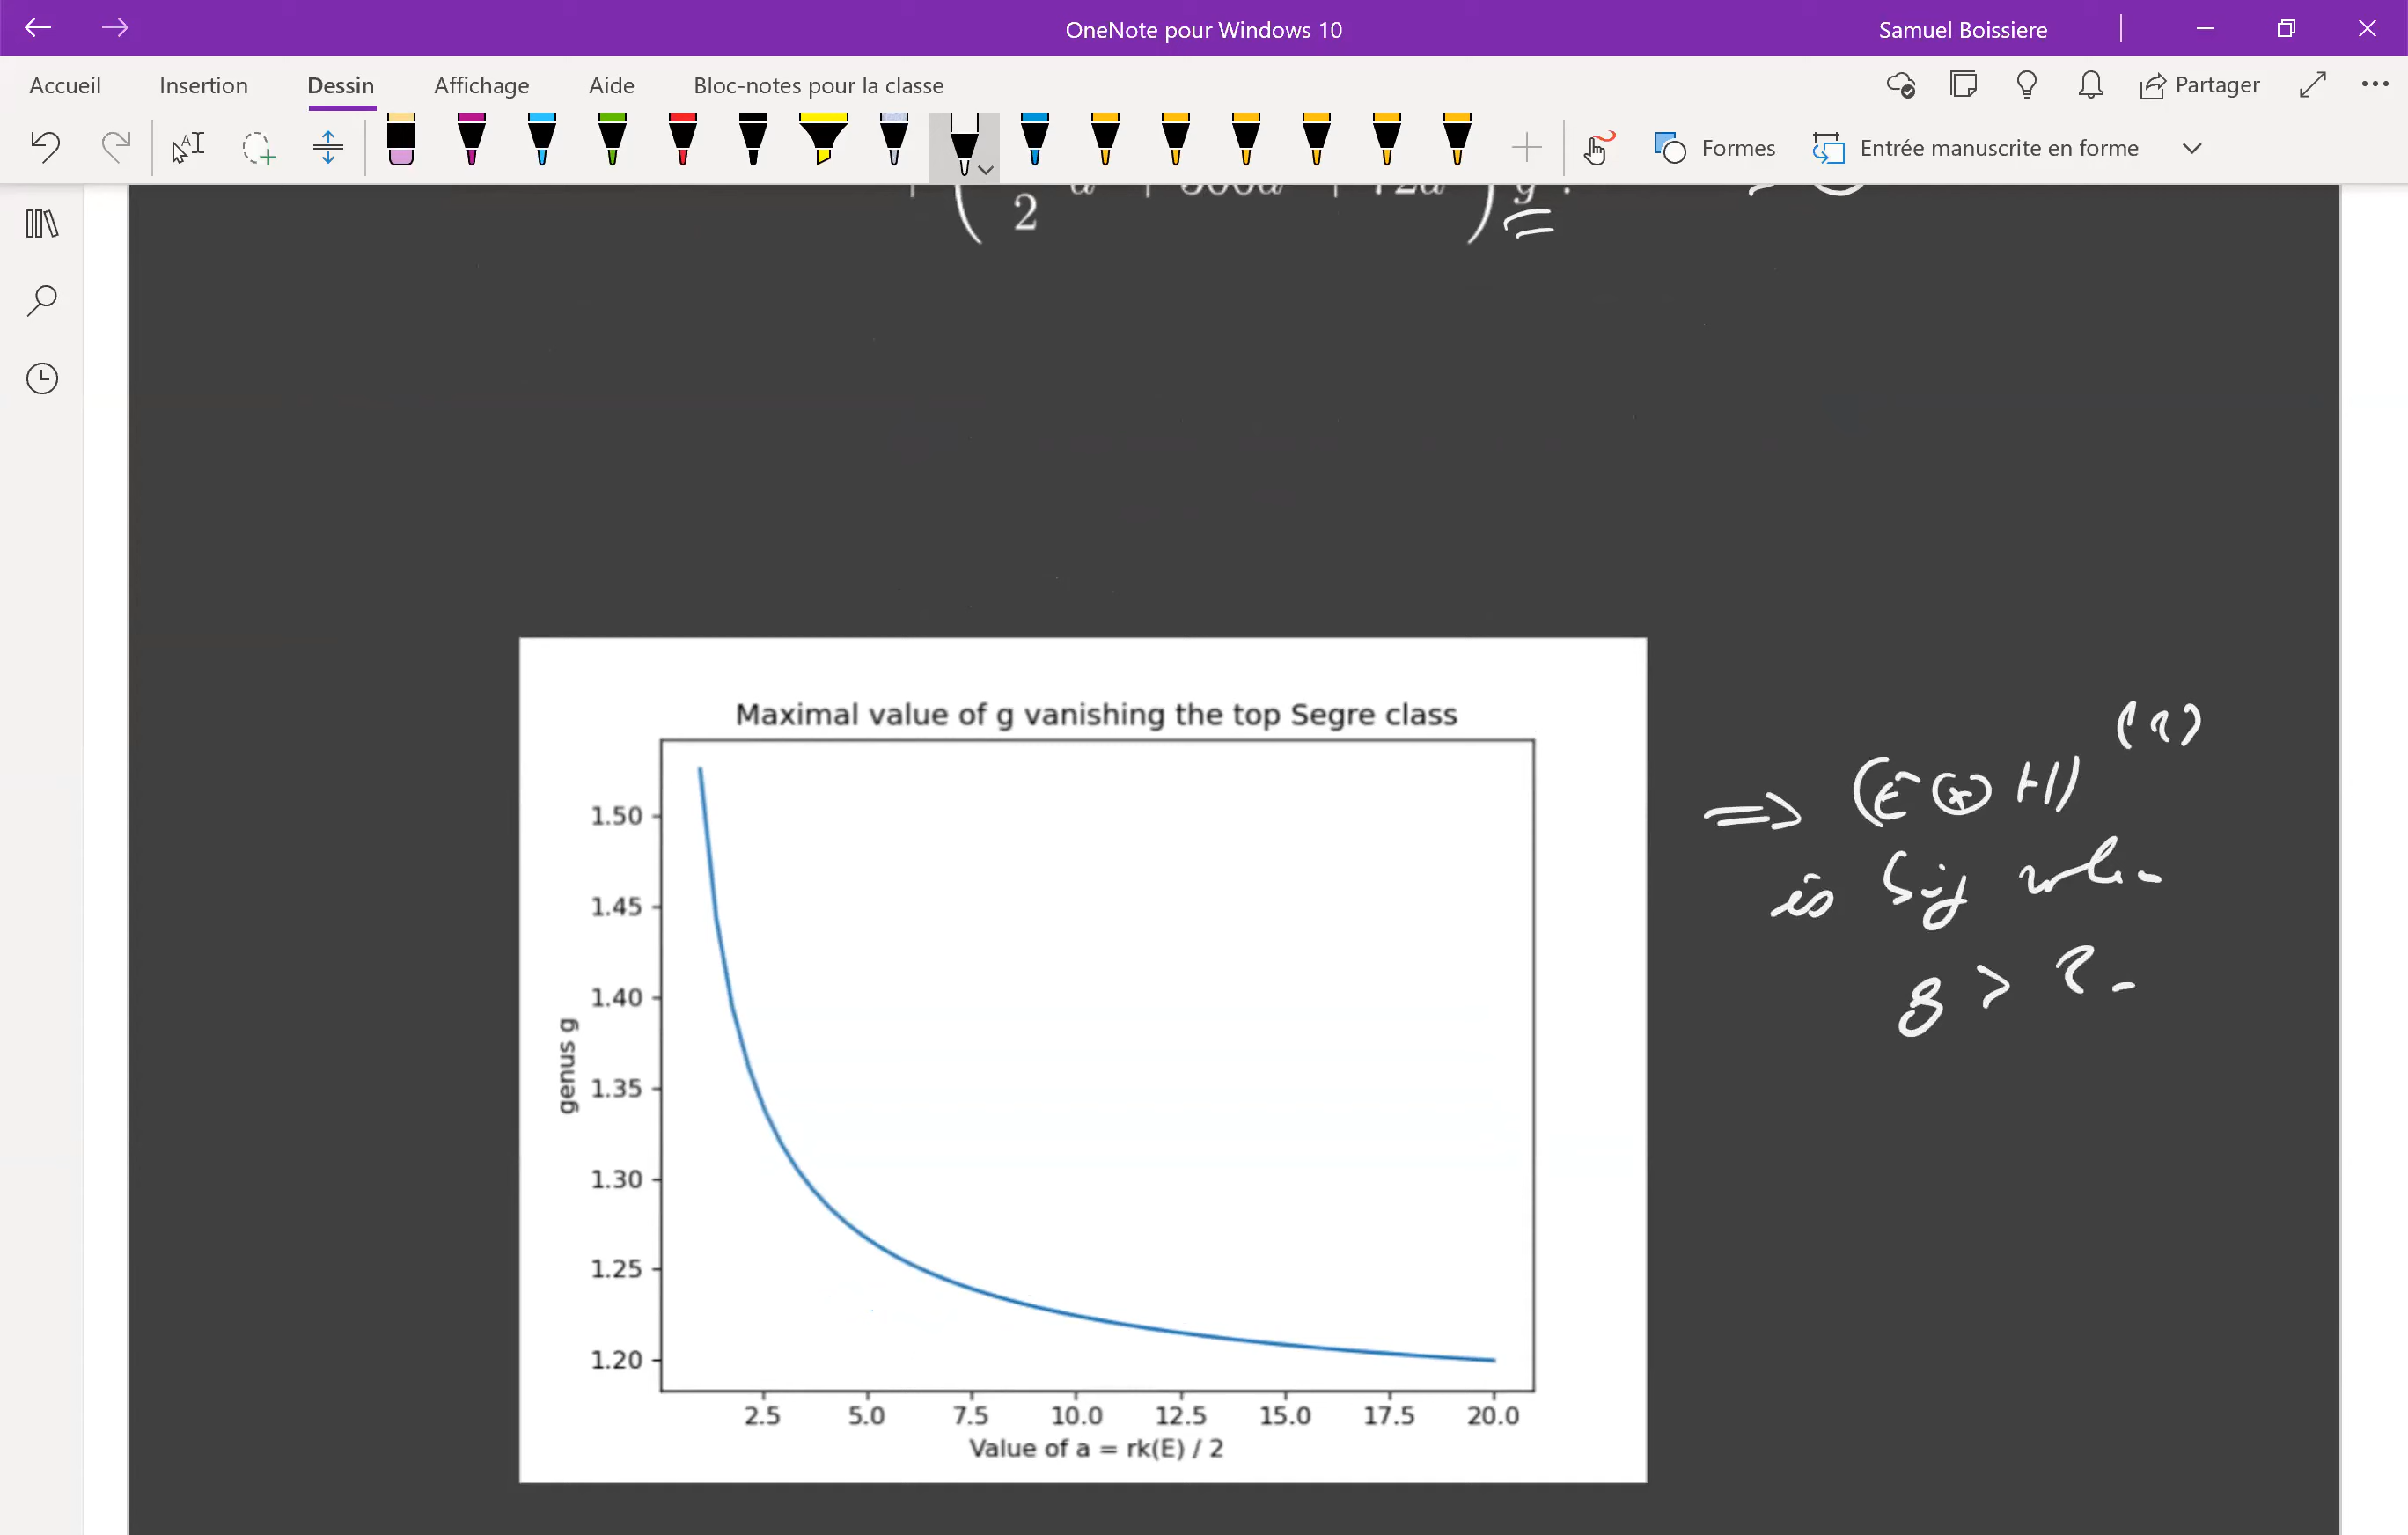 OneNote pour Windows 10
Samuel Boissiere
Accueil Insertion Dessin Affichage Aide Bloc-notes pour la classe
Partager
Formes Entrée manuscrite en forme
2
Maximal value of g vanishing the top Segre class
1.50
1.45
1.40
1.35
1.30
1.25
1.20
genus g
2.5 5.0 7.5 10.0 12.5 15.0 17.5 20.0
Value of a = rk(E) / 2
⇒ (E ⊗ H)
is big when
g > 2